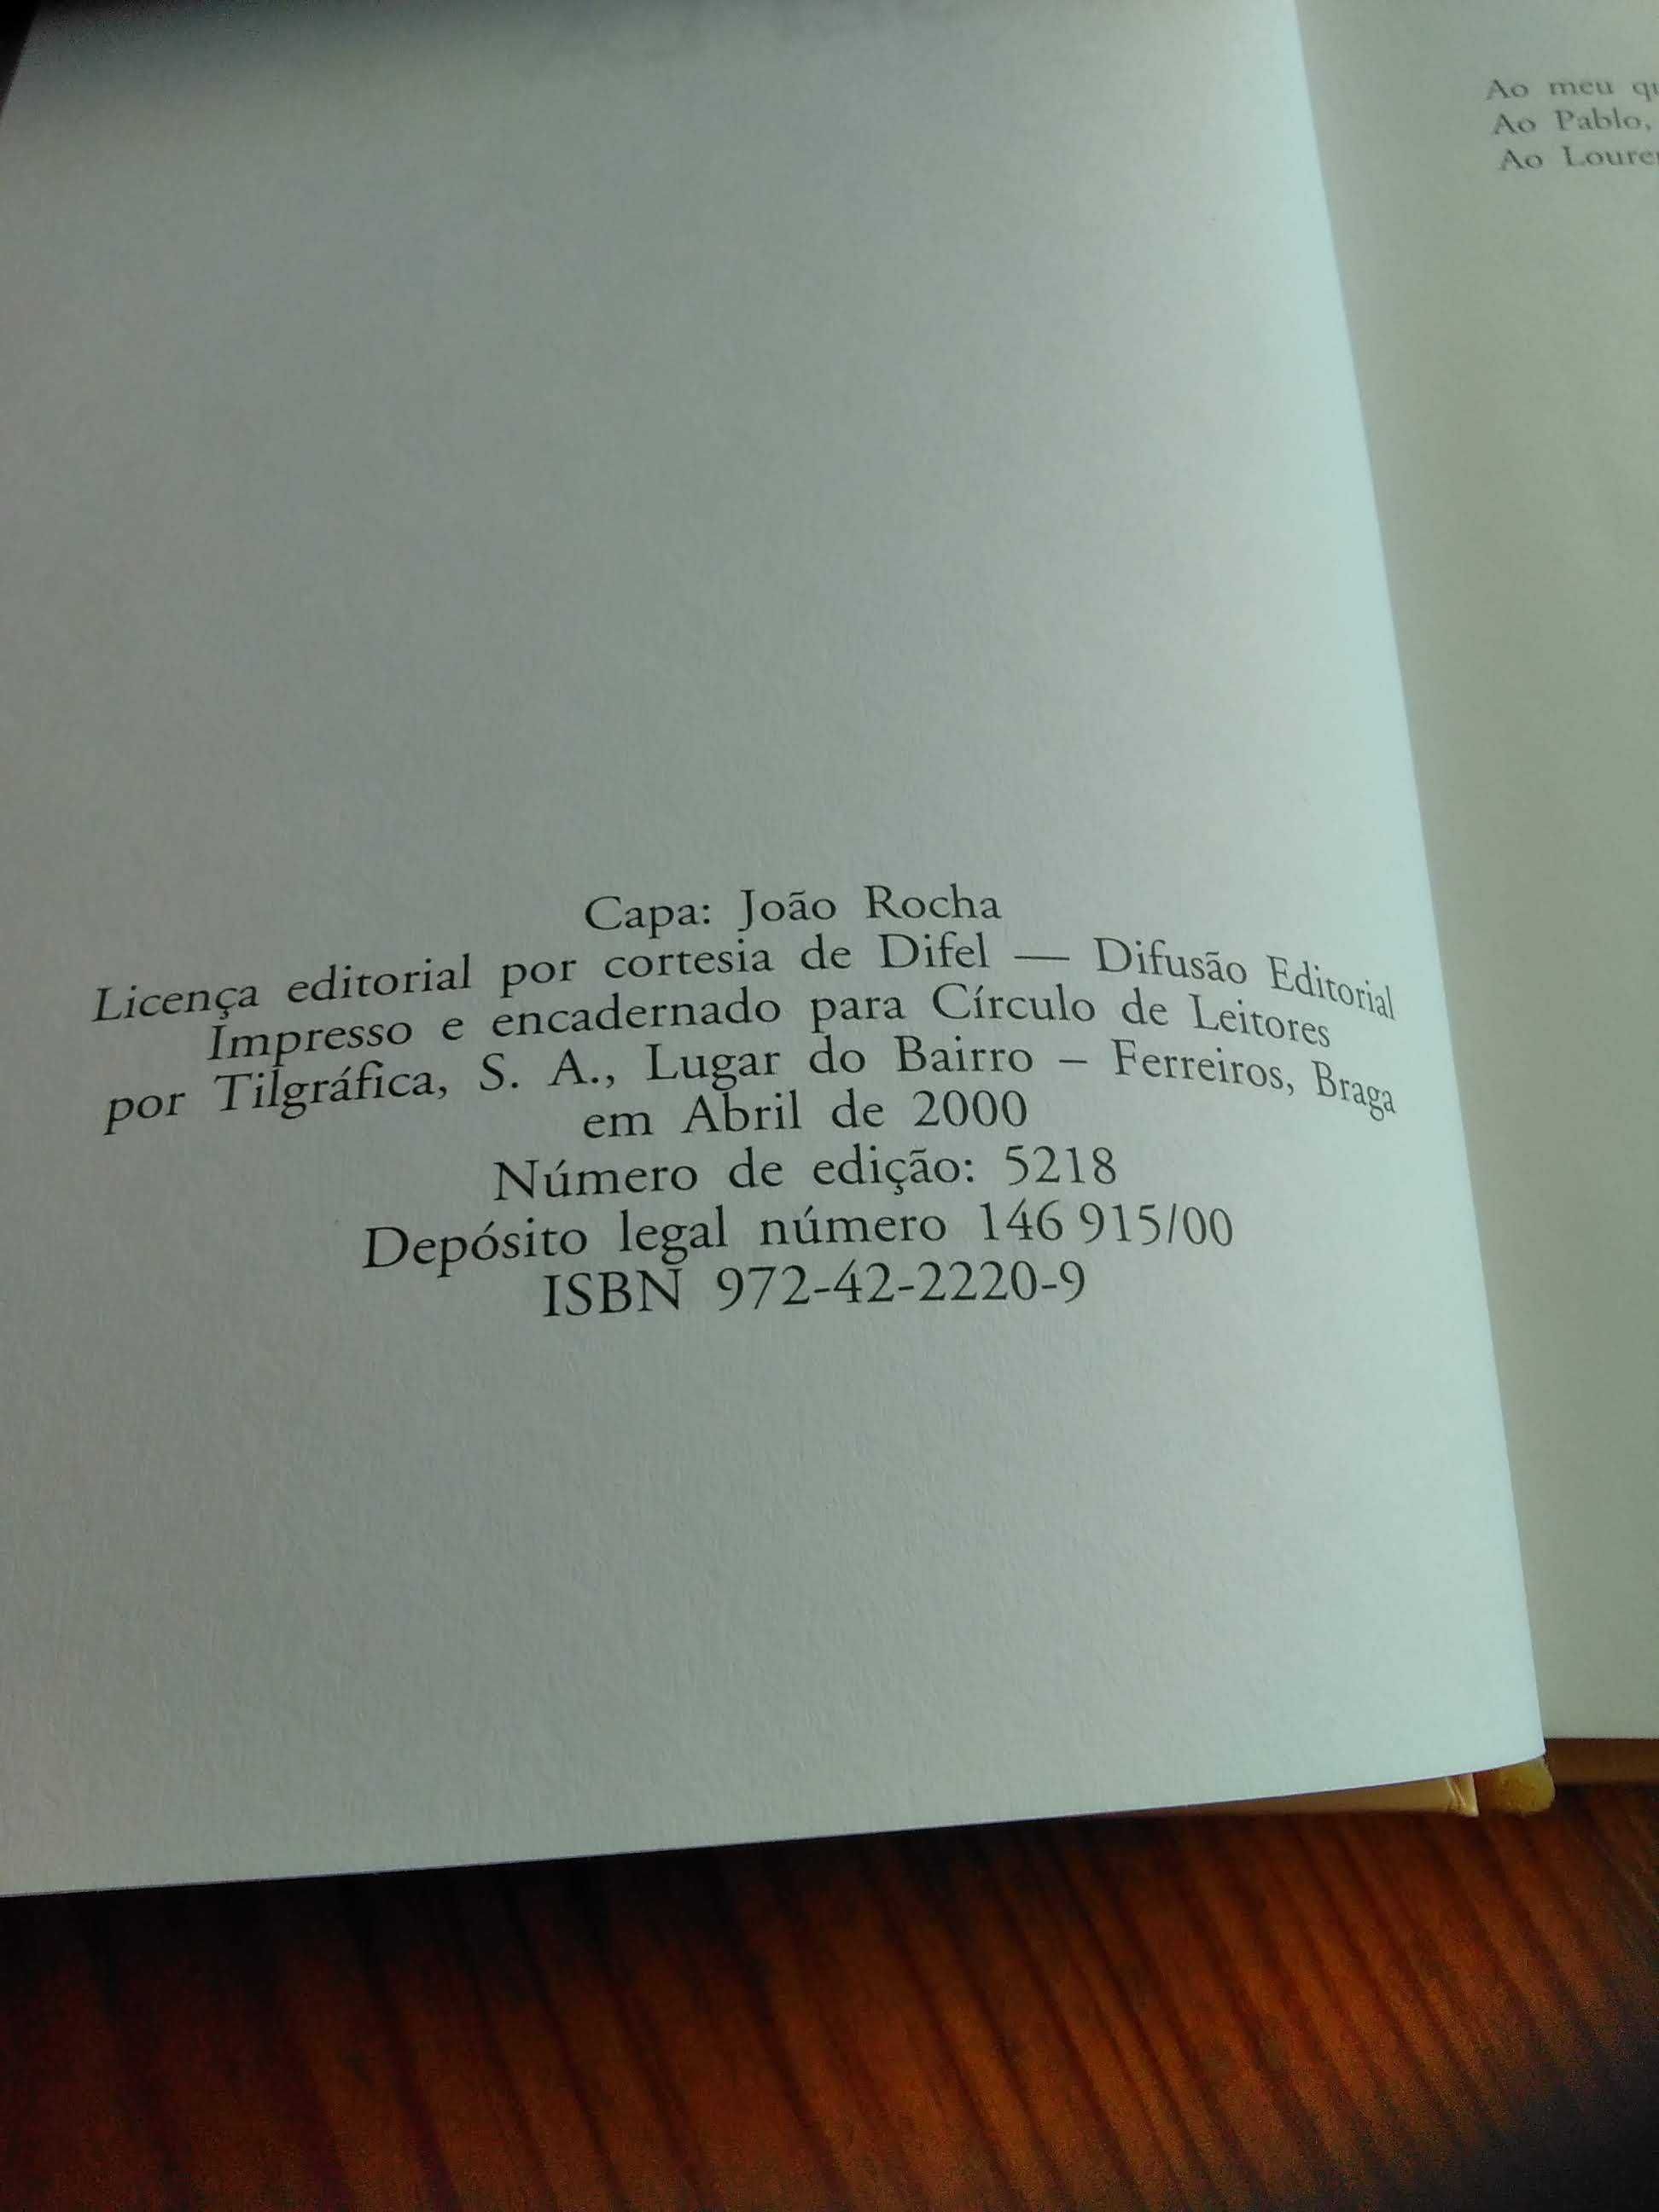 Capa: João Rocha
Licença editorial por cortesia de Difel — Difusão Editorial
Impresso e encadernado para Círculo de Leitores
por Tilgráfica, S. A., Lugar do Bairro – Ferreiros, Braga
em Abril de 2000
Número de edição: 5218
Depósito legal número 146 915/00
ISBN 972-42-2220-9
Ao meu
Ao Pablo,
Ao